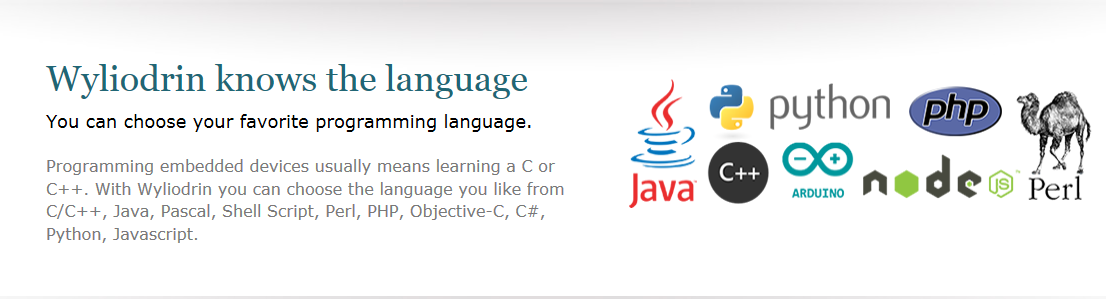 Wyliodrin knows the language
You can choose your favorite programming language.
Programming embedded devices usually means learning a C or
C++. With Wyliodrin you can choose the language you like from
C/C++, Java, Pascal, Shell Script, Perl, PHP, Objective-C, C#,
Python, Javascript.
Java
python
php
C++
ARDUINO
node
JS
Perl